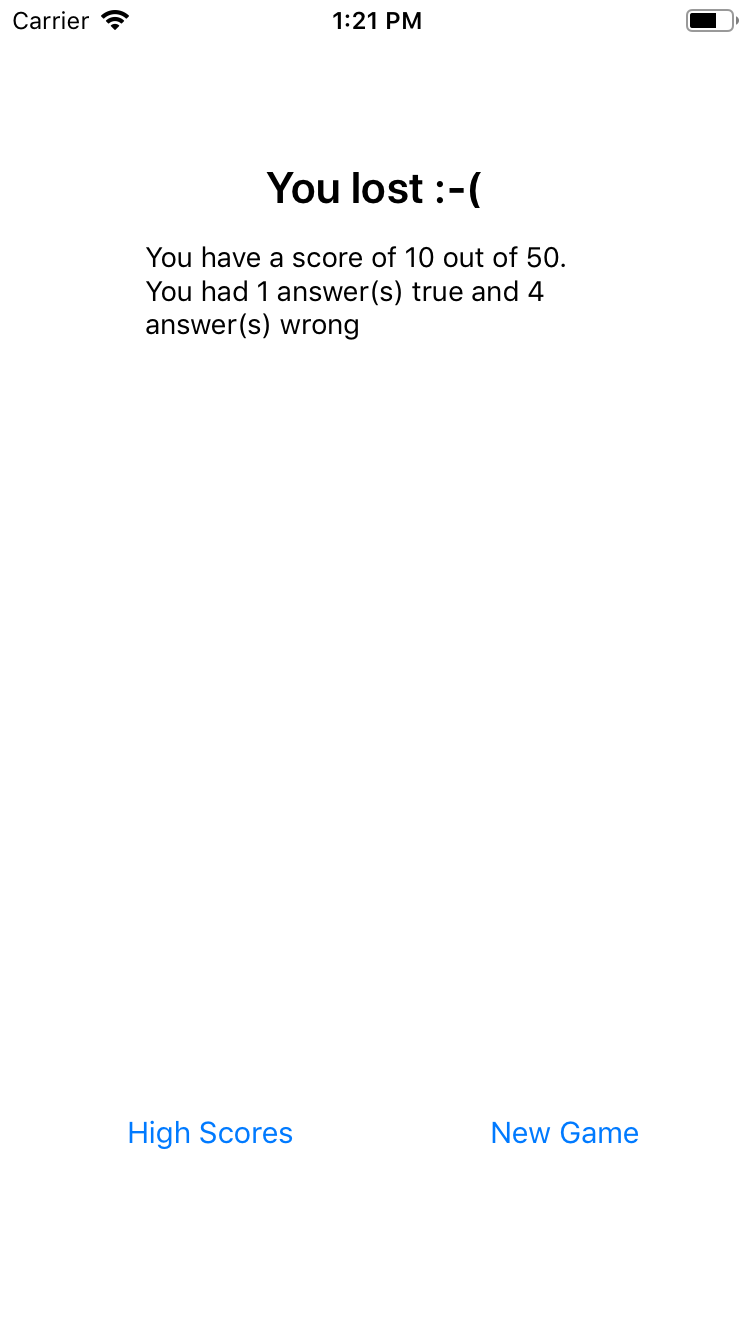 Carrier 1:21 PM
You lost :-(
You have a score of 10 out of 50.
You had 1 answer(s) true and 4
answer(s) wrong
High Scores New Game